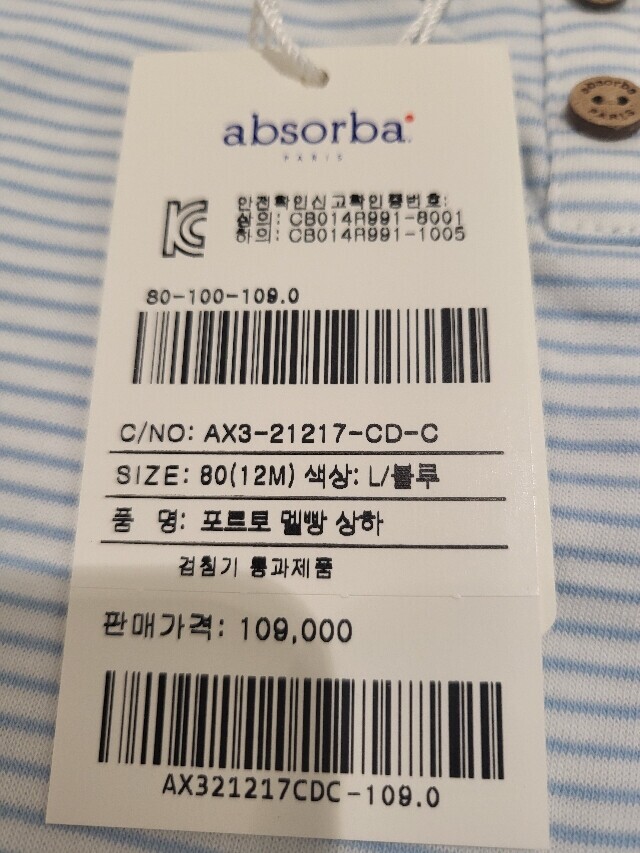 absorba
PARIS
안전확인신고확인증번호:
상의: CB014R991-8001
하의: CB014R991-1005
80-100-109.0
C/NO: AX3-21217-CD-C
SIZE: 80(12M) 색상: L/블루
품 명: 포르토 멜빵 상하
검침기 통과제품
판매가격: 109,000
AX321217CDC-109.0
absorba
PARIS